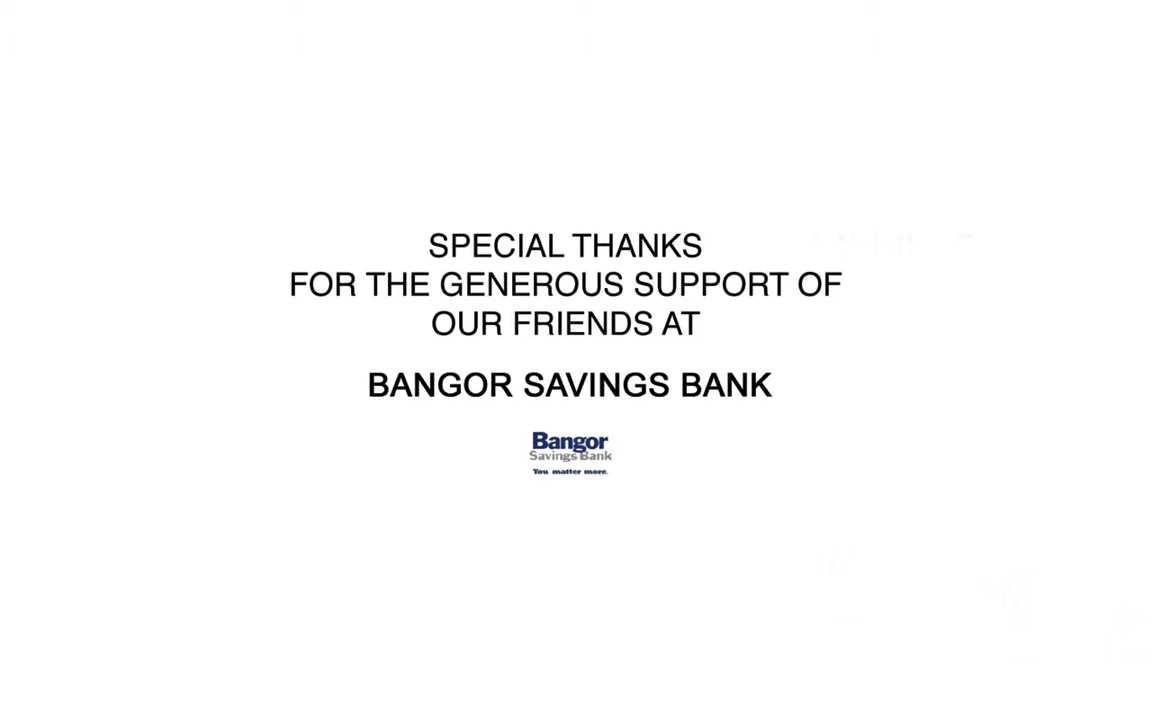 SPECIAL THANKS
FOR THE GENEROUS SUPPORT OF
OUR FRIENDS AT
BANGOR SAVINGS BANK
Bangor
Savings Bank
You matter more.